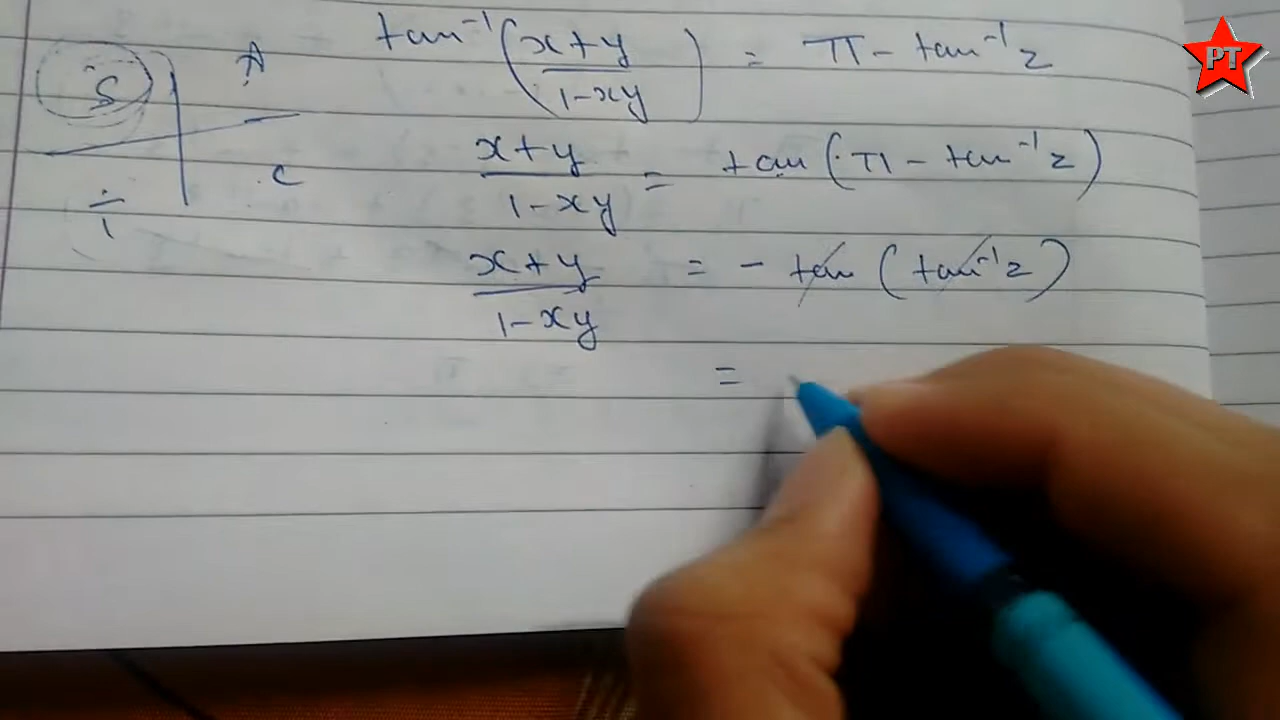 PT
tan⁻¹(x+y/1-xy) = π - tan⁻¹z
S A
x+y/1-xy = tan(π - tan⁻¹z)
C
x+y/1-xy = - tan(tan⁻¹z)
=